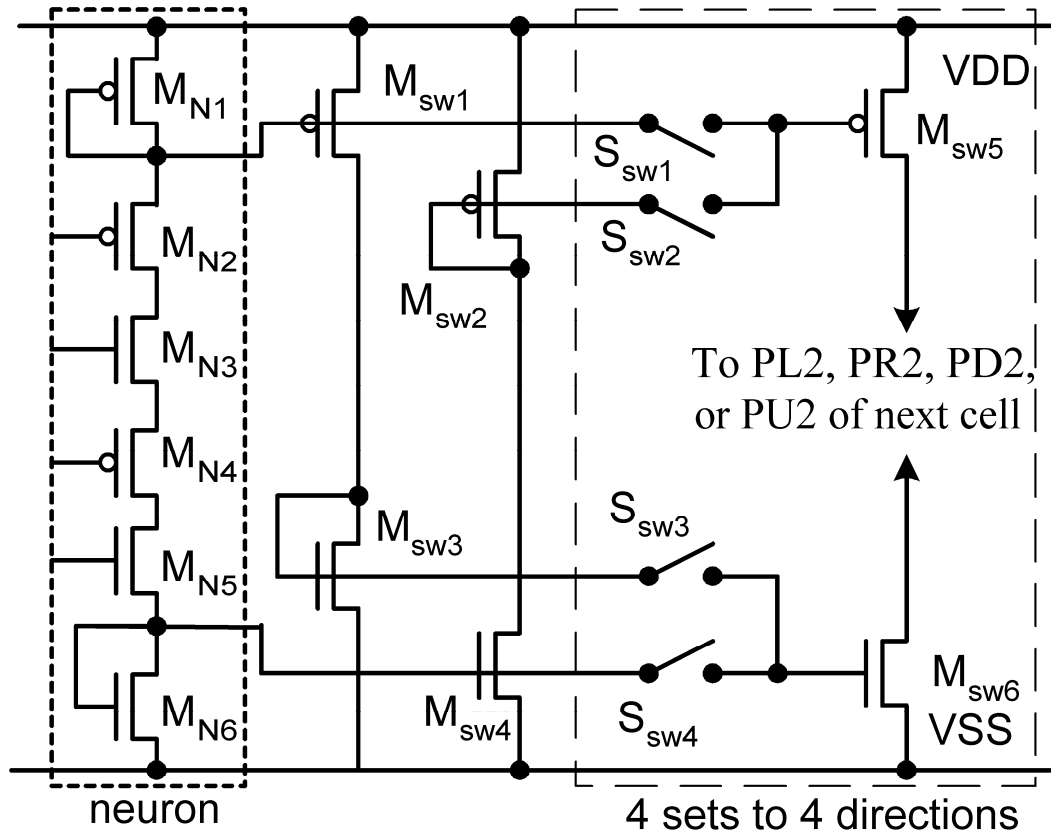 M_N1
M_sw1
VDD
M_sw5
S_sw1
M_N2
S_sw2
M_sw2
M_N3
To PL2, PR2, PD2,
or PU2 of next cell
M_N4
S_sw3
M_sw3
M_N5
M_sw6
M_N6
M_sw4
S_sw4
VSS
neuron
4 sets to 4 directions